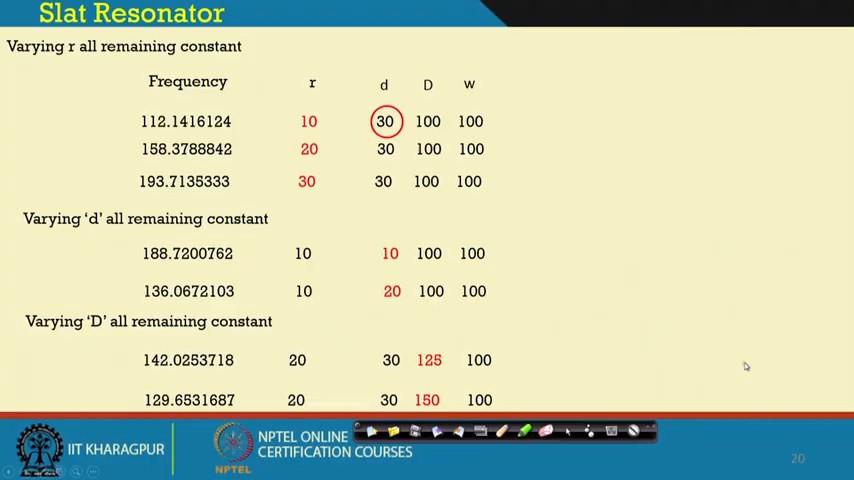 Slat Resonator
Varying r all remaining constant
Frequency r d D w
112.1416124 10 30 100 100
158.3788842 20 30 100 100
193.7135333 30 30 100 100
Varying ‘d’ all remaining constant
188.7200762 10 10 100 100
136.0672103 10 20 100 100
Varying ‘D’ all remaining constant
142.0253718 20 30 125 100
129.6531687 20 30 150 100
IIT KHARAGPUR
NPTEL
NPTEL ONLINE
CERTIFICATION COURSES
20